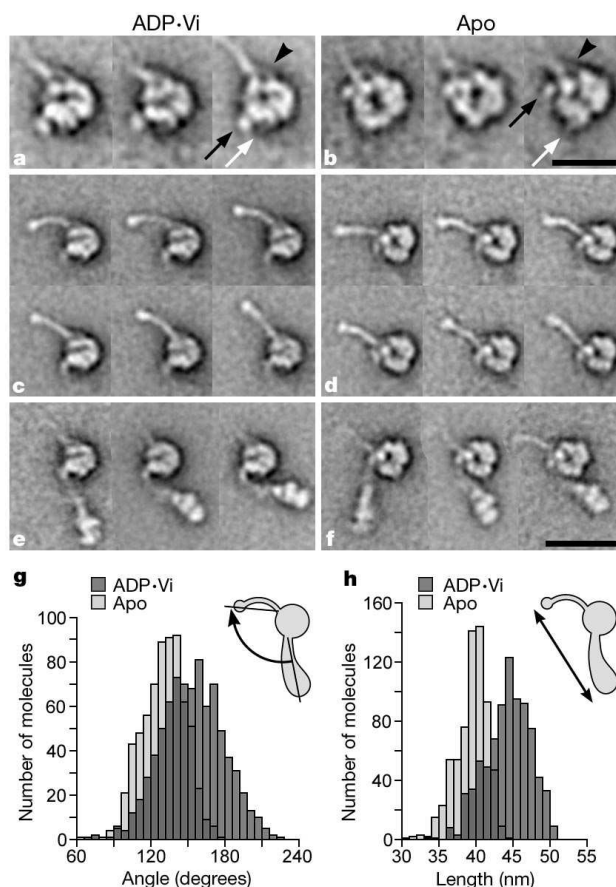 ADP•Vi Apo
a b
c d
e f
g h
ADP•Vi
Apo
Number of molecules
100
80
60
40
20
0
60 120 180 240
Angle (degrees)
ADP•Vi
Apo
Number of molecules
160
120
80
40
0
30 35 40 45 50 55
Length (nm)